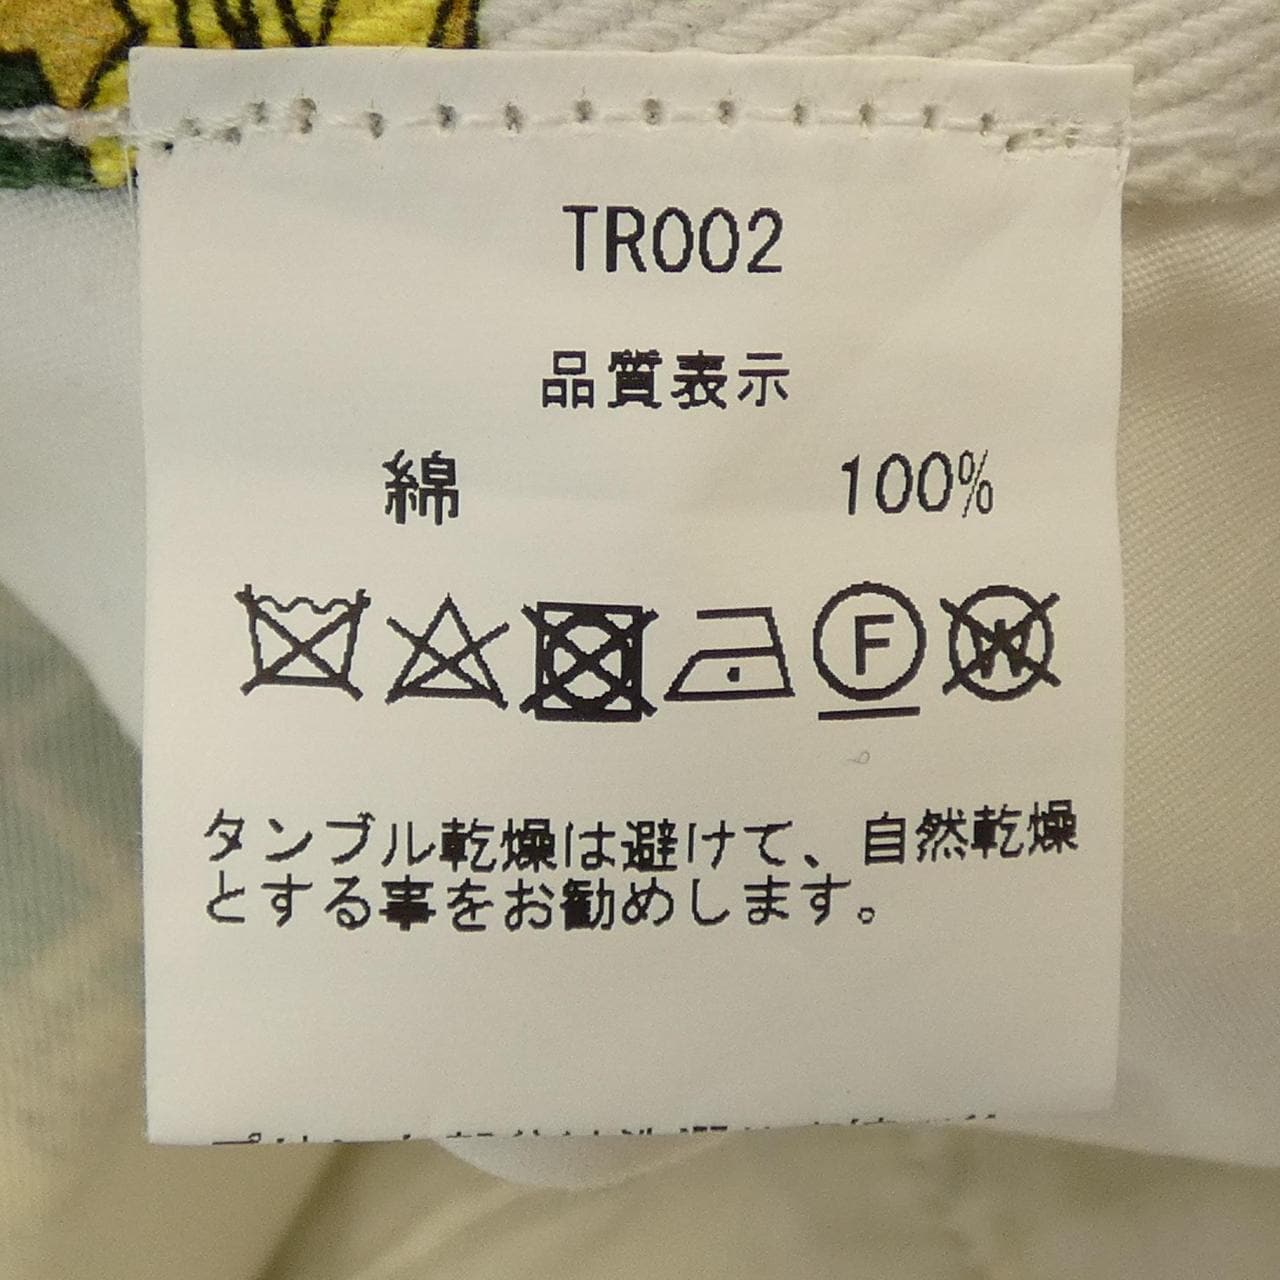 TR002
品質表示
綿 100%
F W
タンブル乾燥は避けて、自然乾燥
とする事をお勧めします。